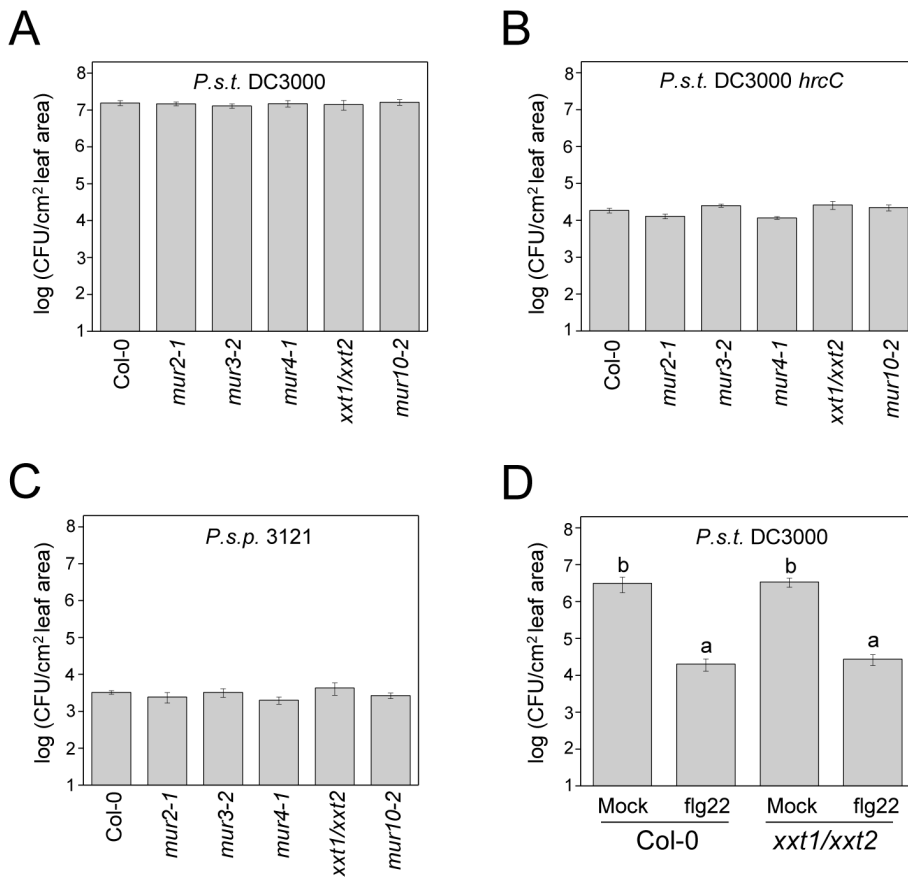 A
P.s.t. DC3000
log (CFU/cm² leaf area)
8
7
6
5
4
3
2
1
Col-0
mur2-1
mur3-2
mur4-1
xxt1/xxt2
mur10-2
B
P.s.t. DC3000 hrcC
log (CFU/cm² leaf area)
8
7
6
5
4
3
2
1
Col-0
mur2-1
mur3-2
mur4-1
xxt1/xxt2
mur10-2
C
P.s.p. 3121
log (CFU/cm² leaf area)
8
7
6
5
4
3
2
1
Col-0
mur2-1
mur3-2
mur4-1
xxt1/xxt2
mur10-2
D
P.s.t. DC3000
log (CFU/cm² leaf area)
8
7
6
5
4
3
2
1
b
a
b
a
Mock flg22 Mock flg22
Col-0 xxt1/xxt2